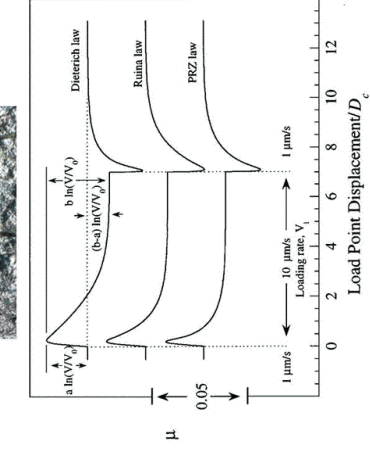 a ln(V/V₀)
b ln(V/V₀)
(b-a) ln(V/V₀)
Dieterich law
Ruina law
PRZ law
μ
0.05
1 μm/s
10 μm/s
1 μm/s
Loading rate, V₁
0 2 4 6 8 10 12
Load Point Displacement/D_c